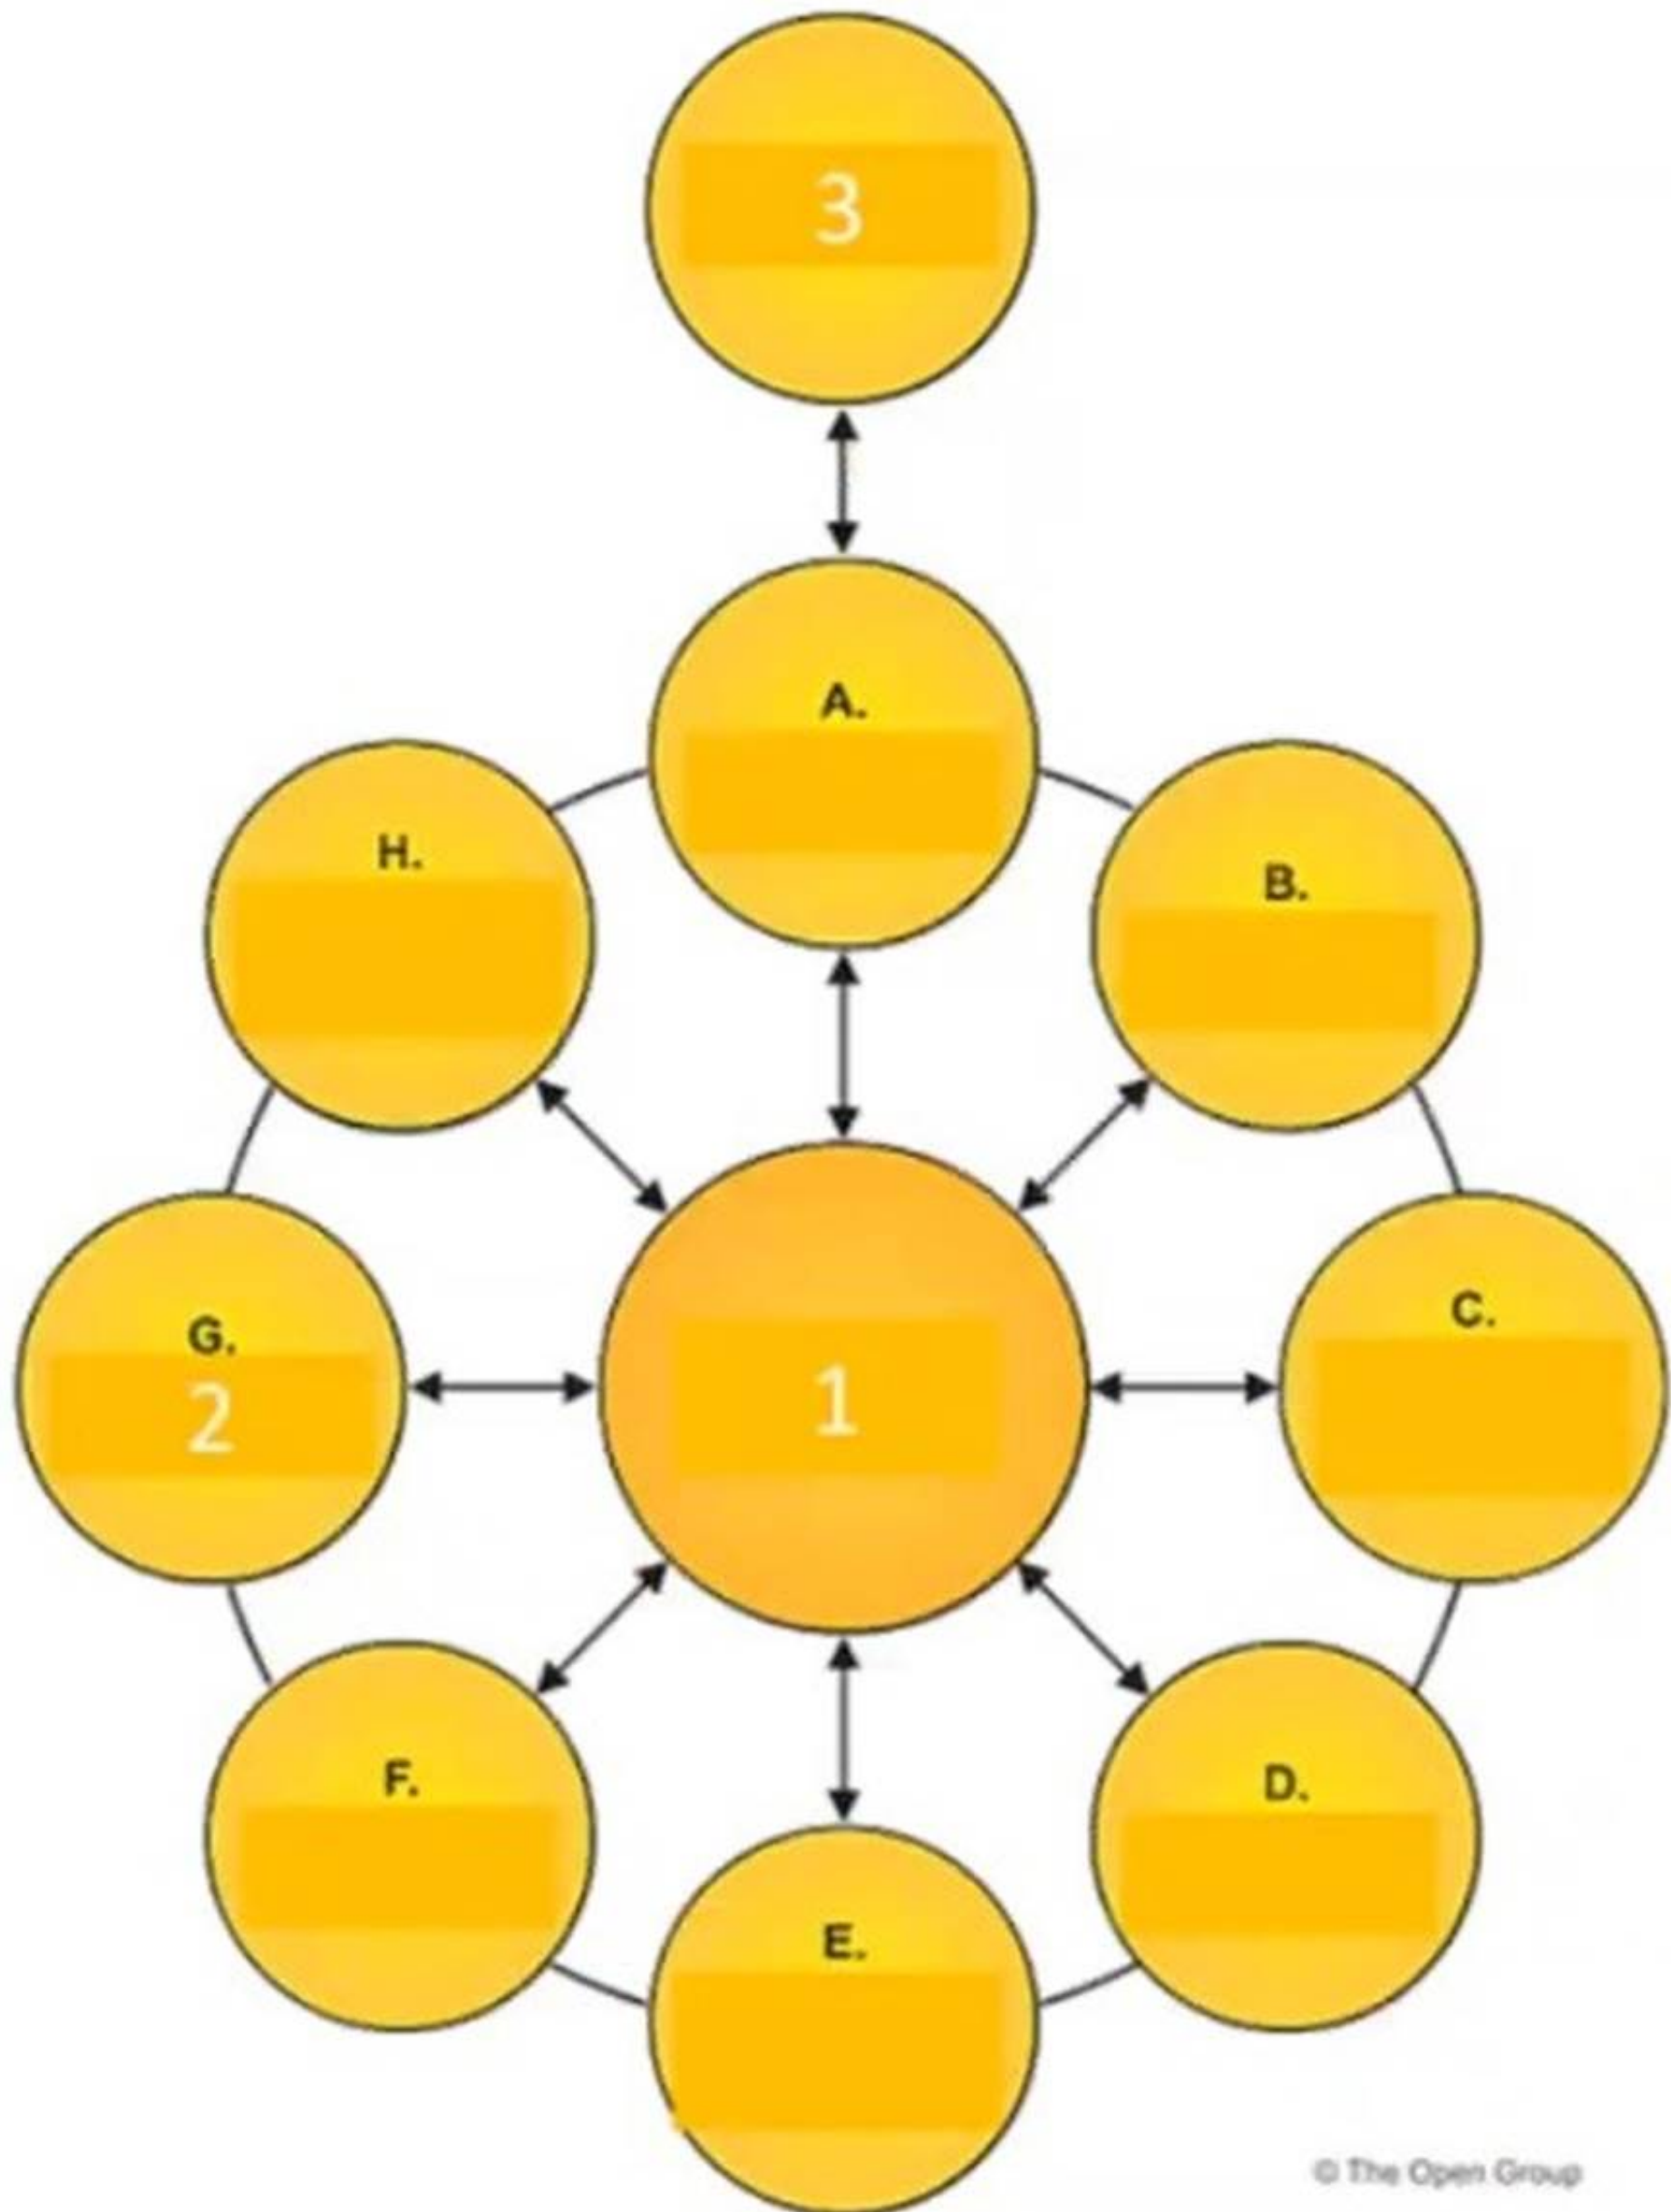 3
A.
H.
B.
G.
2
1
C.
F.
D.
E.
© The Open Group